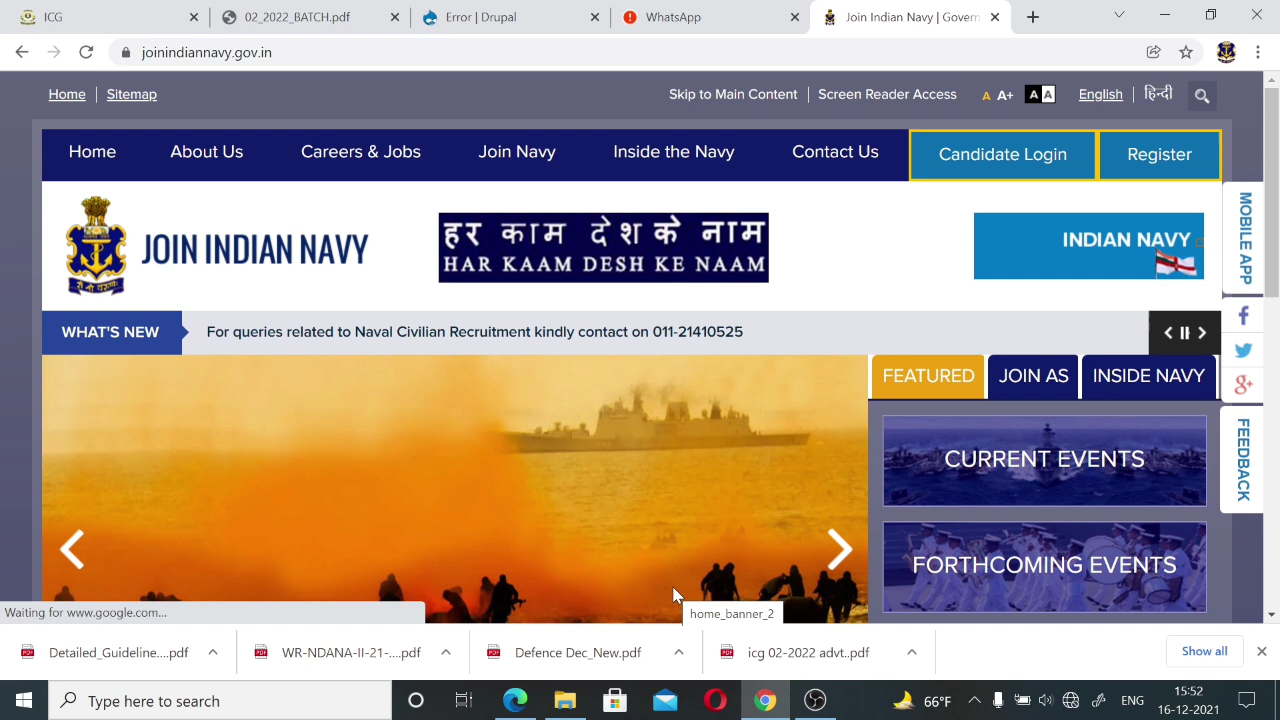 ICG
02_2022_BATCH.pdf
Error | Drupal
WhatsApp
Join Indian Navy | Govern
joinindiannavy.gov.in
Home
Sitemap
Skip to Main Content
Screen Reader Access
A
A+
A A
English
हिन्दी
Home
About Us
Careers & Jobs
Join Navy
Inside the Navy
Contact Us
Candidate Login
Register
JOIN INDIAN NAVY
हर काम देश के नाम
HAR KAAM DESH KE NAAM
INDIAN NAVY
MOBILE APP
WHAT'S NEW
For queries related to Naval Civilian Recruitment kindly contact on 011-21410525
FEATURED
JOIN AS
INSIDE NAVY
CURRENT EVENTS
FEEDBACK
FORTHCOMING EVENTS
Waiting for www.google.com...
home_banner_2
Detailed_Guideline....pdf
WR-NDANA-II-21-....pdf
Defence Dec_New.pdf
icg 02-2022 advt..pdf
Show all
Type here to search
66°F
ENG
15:52
16-12-2021